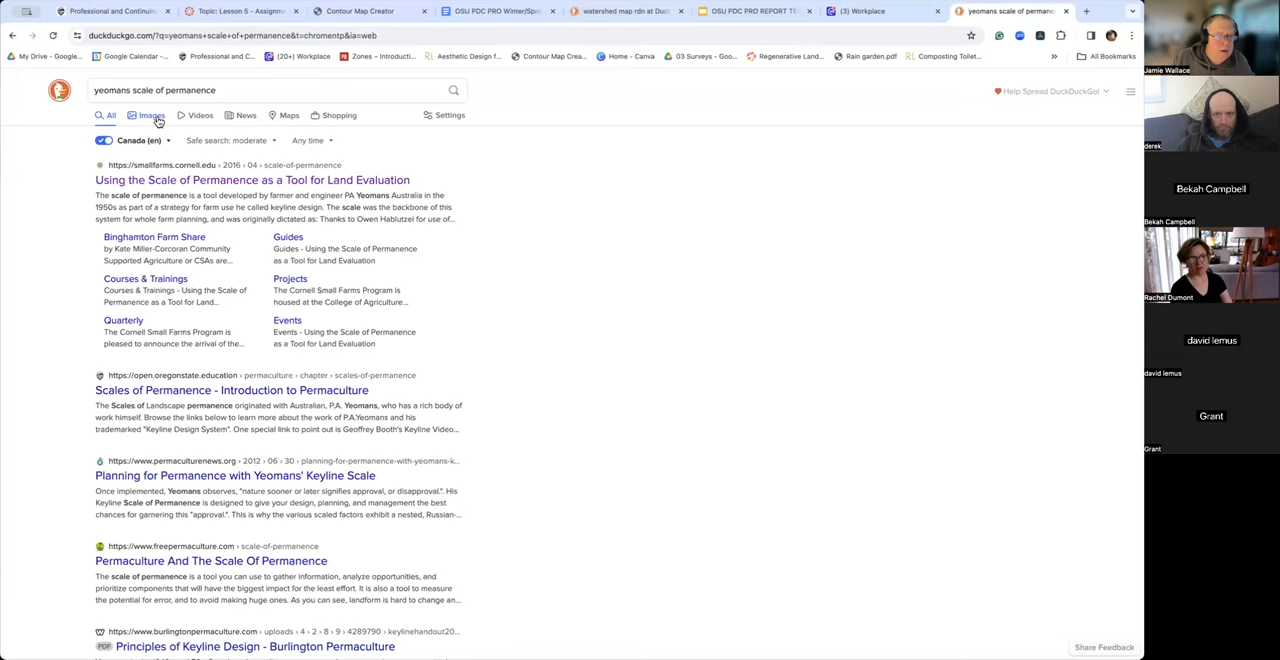 Professional and Continuin
Topic: Lesson 5 - Assignm
Contour Map Creator
OSU PDC Winter/Sprin
watershed map rdn at Duc
OSU PDC PRO REPORT TE
(3) Workplace
yeomans scale of permane
duckduckgo.com/?q=yeomans+scale+of+permanence&t=chromentp&ia=web
My Drive - Google...
Google Calendar -...
Professional and C...
(20+) Workplace
Zones – Introducti...
Aesthetic Design f...
Contour Map Crea...
Home - Canva
03 Surveys - Goo...
Regenerative Land...
Rain garden.pdf
Composting Toilet...
All Bookmarks
yeomans scale of permanence
Help Spread DuckDuckGo!
All
Images
Videos
News
Maps
Shopping
Settings
Canada (en)
Safe search: moderate
Any time
https://smallfarms.cornell.edu › 2016 › 04 › scale-of-permanence
Using the Scale of Permanence as a Tool for Land Evaluation
The scale of permanence is a tool developed by farmer and engineer PA Yeomans Australia in the
1950s as part of a strategy for farm use he called keyline design. The scale was the backbone of this
system for whole farm planning, and was originally dictated as: Thanks to Owen Hablutzel for use of...
Binghamton Farm Share
by Kate Miller-Corcoran Community
Supported Agriculture or CSAs are...
Guides
Guides - Using the Scale of Permanence
as a Tool for Land Evaluation
Courses & Trainings
Courses & Trainings - Using the Scale of
Permanence as a Tool for Land...
Projects
The Cornell Small Farms Program is
housed at the College of Agriculture...
Quarterly
The Cornell Small Farms Program is
pleased to announce the arrival of the...
Events
Events - Using the Scale of Permanence
as a Tool for Land Evaluation
https://open.oregonstate.education › permaculture › chapter › scales-of-permanence
Scales of Permanence - Introduction to Permaculture
The Scales of Landscape permanence originated with Australian, P.A. Yeomans, who has a rich body of
work himself. Browse the links below to learn more about the work of P.A.Yeomans and his
trademarked "Keyline Design System". One special link to point out is Geoffrey Booth's Keyline Video...
https://www.permaculturenews.org › 2012 › 06 › 30 › planning-for-permanence-with-yeomans-k...
Planning for Permanence with Yeomans' Keyline Scale
Once implemented, Yeomans observes, "nature sooner or later signifies approval, or disapproval.". His
Keyline Scale of Permanence is designed to give your design, planning, and management the best
chances for garnering this "approval.". This is why the various scaled factors exhibit a nested, Russian-...
https://www.freepermaculture.com › scale-of-permanence
Permaculture And The Scale Of Permanence
The scale of permanence is a tool you can use to gather information, analyze opportunities, and
prioritize components that will have the biggest impact for the least effort. It is also a tool to measure
the potential for error, and to avoid making huge ones. As you can see, landform is hard to change an...
https://www.burlingtonpermaculture.com › uploads › 4 › 2 › 8 › 9 › 4289790 › keylinehandout20...
PDF Principles of Keyline Design - Burlington Permaculture
Share Feedback
Jamie Wallace
derek
Bekah Campbell
Bekah Campbell
Rachel Dumont
david lemus
david lemus
Grant
Grant